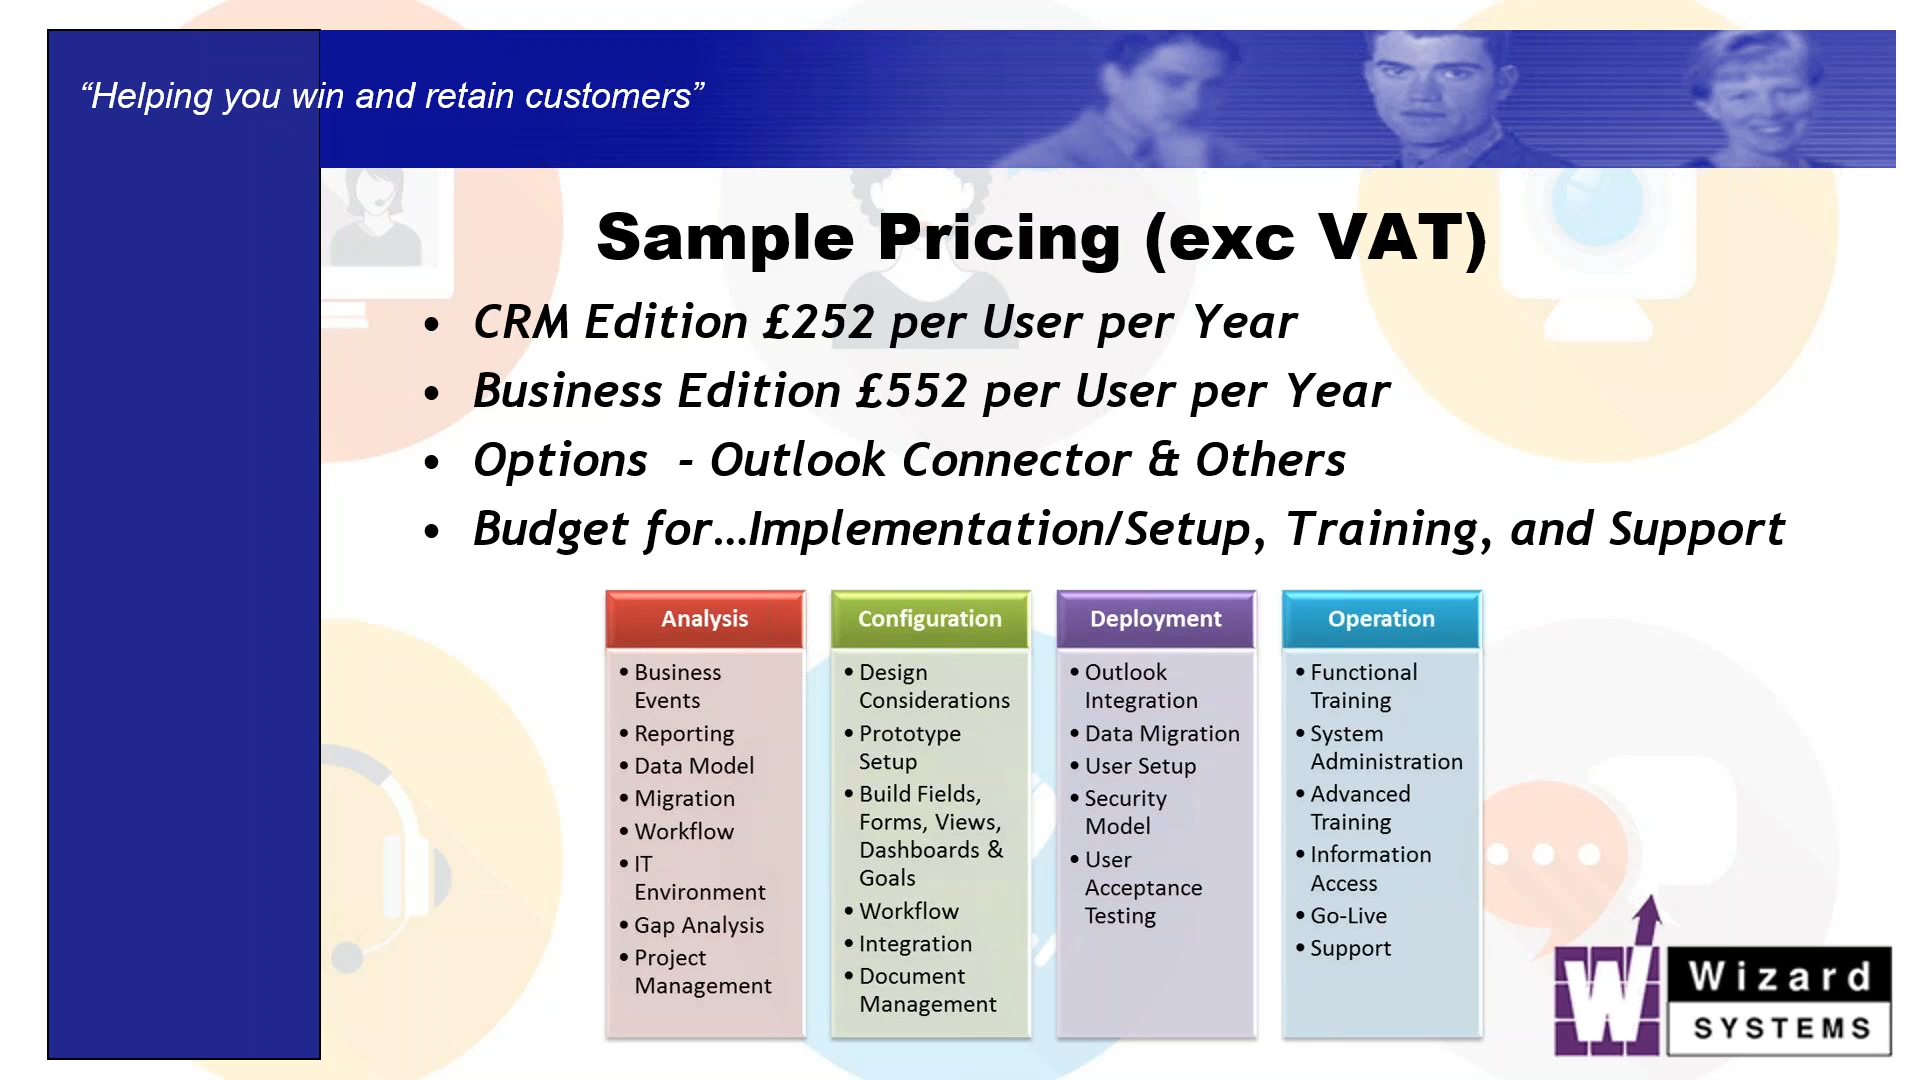 “Helping you win and retain customers”
Sample Pricing (exc VAT)
• CRM Edition £252 per User per Year
• Business Edition £552 per User per Year
• Options - Outlook Connector & Others
• Budget for...Implementation/Setup, Training, and Support
Analysis
• Business
Events
• Reporting
• Data Model
• Migration
• Workflow
• IT
Environment
• Gap Analysis
• Project
Management
Configuration
• Design
Considerations
• Prototype
Setup
• Build Fields,
Forms, Views,
Dashboards &
Goals
• Workflow
• Integration
• Document
Management
Deployment
• Outlook
Integration
• Data Migration
• User Setup
• Security
Model
• User
Acceptance
Testing
Operation
• Functional
Training
• System
Administration
• Advanced
Training
• Information
Access
• Go-Live
• Support
W
Wizard
SYSTEMS